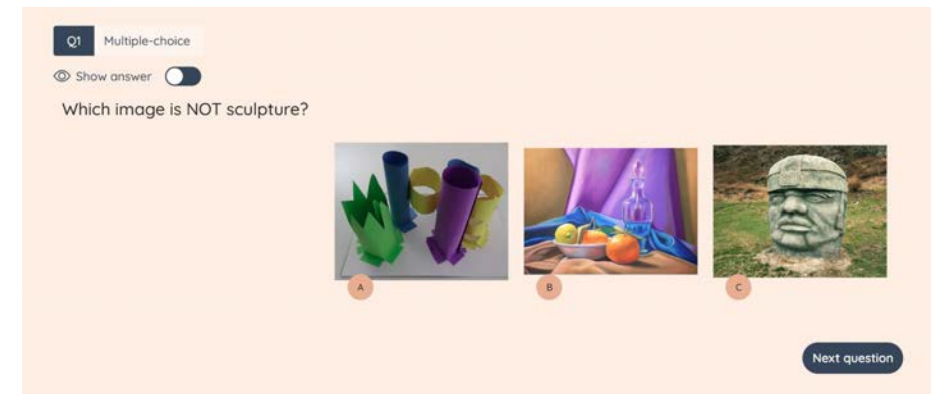 Q1 Multiple-choice
Show answer
Which image is NOT sculpture?
A
B
C
Next question